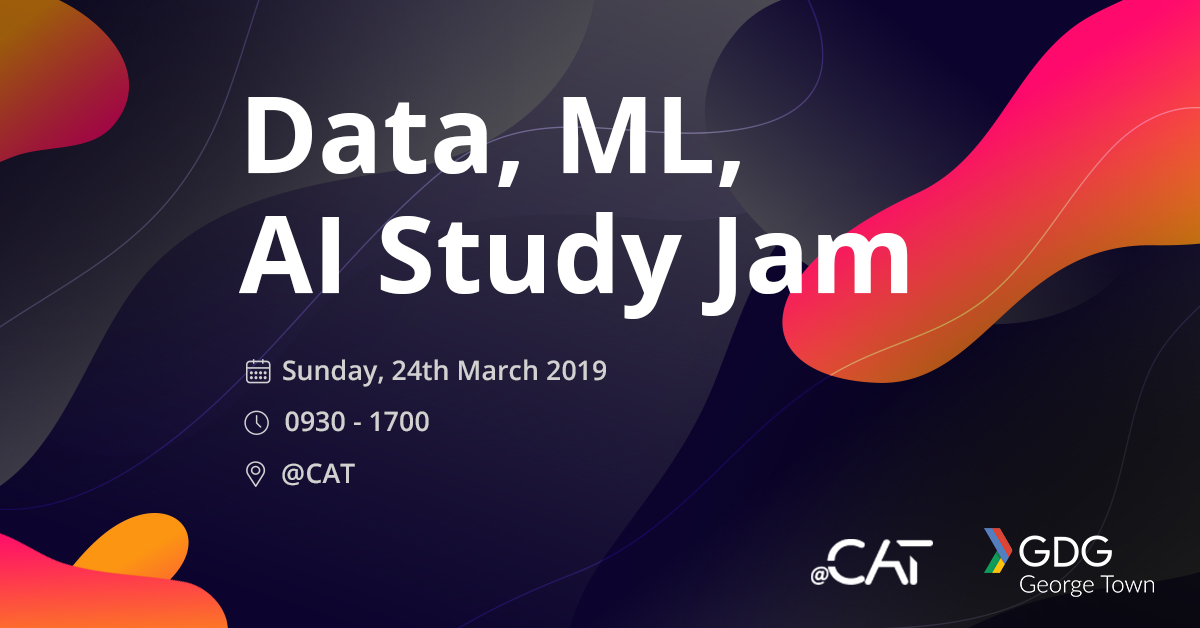 Data, ML,
AI Study Jam
Sunday, 24th March 2019
0930 - 1700
@CAT
@CAT
GDG
George Town